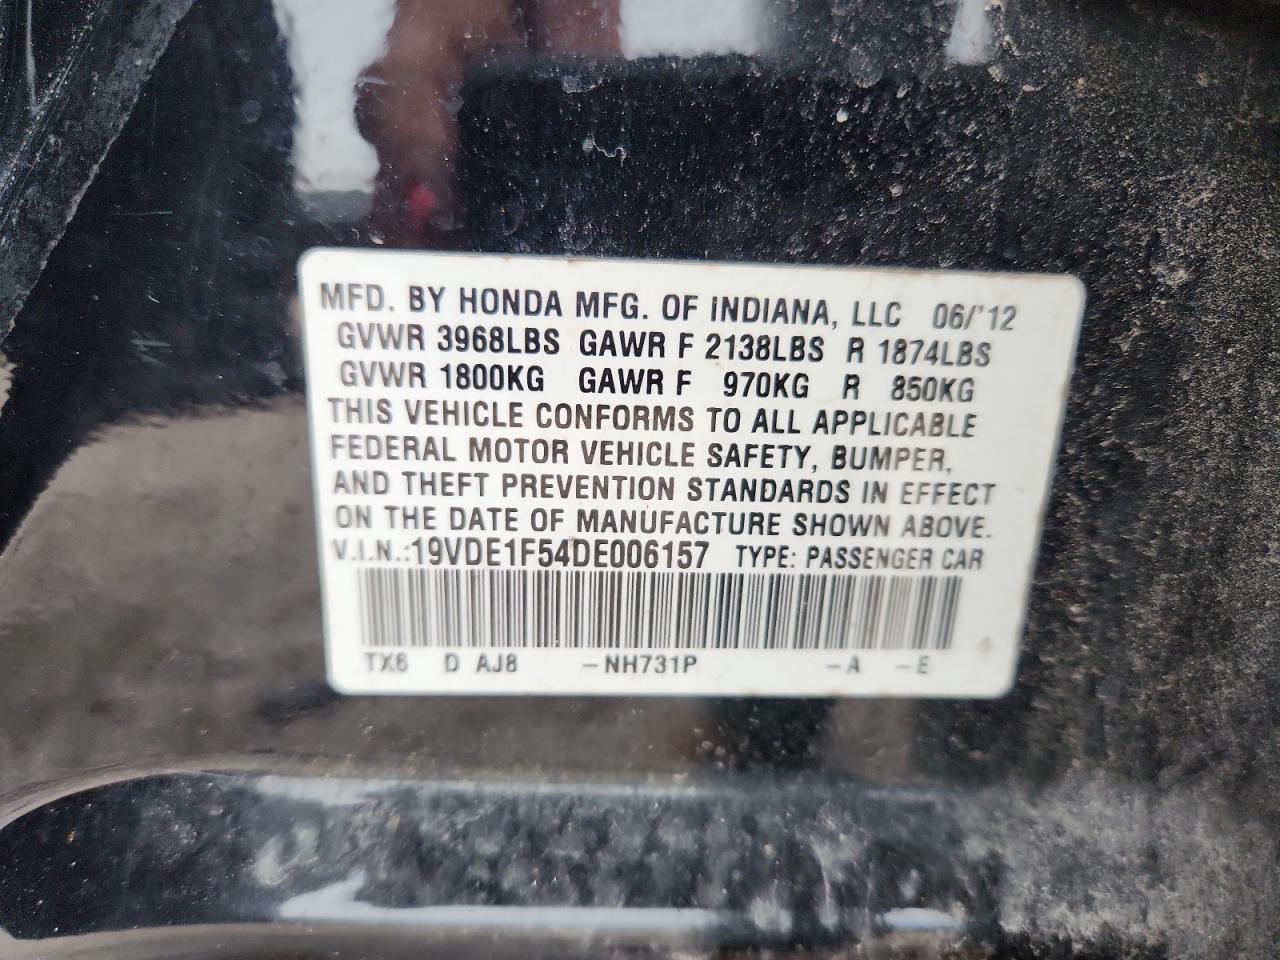 MFD. BY HONDA MFG. OF INDIANA, LLC 06/'12
GVWR 3968LBS GAWR F 2138LBS R 1874LBS
GVWR 1800KG GAWR F 970KG R 850KG
THIS VEHICLE CONFORMS TO ALL APPLICABLE
FEDERAL MOTOR VEHICLE SAFETY, BUMPER,
AND THEFT PREVENTION STANDARDS IN EFFECT
ON THE DATE OF MANUFACTURE SHOWN ABOVE.
V.I.N.:19VDE1F54DE006157 TYPE: PASSENGER CAR
TX6 D AJ8 -NH731P -A -E